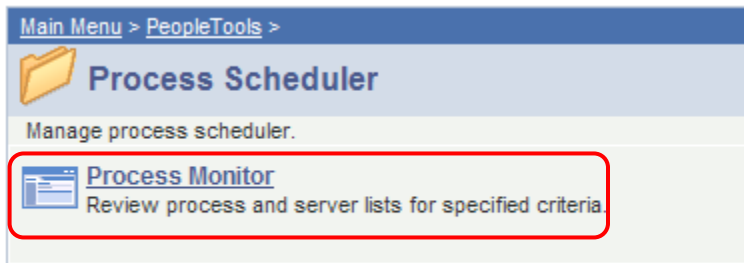 Main Menu > PeopleTools >
Process Scheduler
Manage process scheduler.
Process Monitor
Review process and server lists for specified criteria.